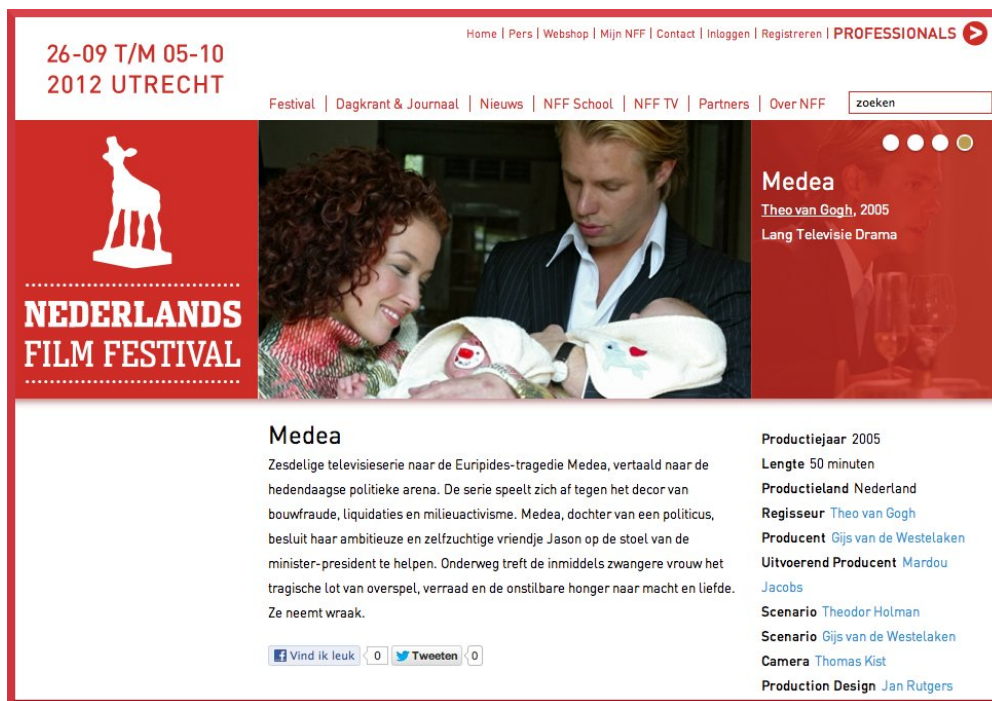 26-09 T/M 05-10
2012 UTRECHT
Home | Pers | Webshop | Mijn NFF | Contact | Inloggen | Registreren | PROFESSIONALS
Festival | Dagkrant & Journaal | Nieuws | NFF School | NFF TV | Partners | Over NFF
zoeken
NEDERLANDS
FILM FESTIVAL
Medea
Theo van Gogh, 2005
Lang Televisie Drama
Medea
Zesdelige televisieserie naar de Euripides-tragedie Medea, vertaald naar de
hedendaagse politieke arena. De serie speelt zich af tegen het decor van
bouwfraude, liquidaties en milieuactivisme. Medea, dochter van een politicus,
besluit haar ambitieuze en zelfzuchtige vriendje Jason op de stoel van de
minister-president te helpen. Onderweg treft de inmiddels zwangere vrouw het
tragische lot van overspel, verraad en de onstilbare honger naar macht en liefde.
Ze neemt wraak.
Vind ik leuk 0 Tweeten 0
Productiejaar 2005
Lengte 50 minuten
Productieland Nederland
Regisseur Theo van Gogh
Producent Gijs van de Westelaken
Uitvoerend Producent Mardou
Jacobs
Scenario Theodor Holman
Scenario Gijs van de Westelaken
Camera Thomas Kist
Production Design Jan Rutgers